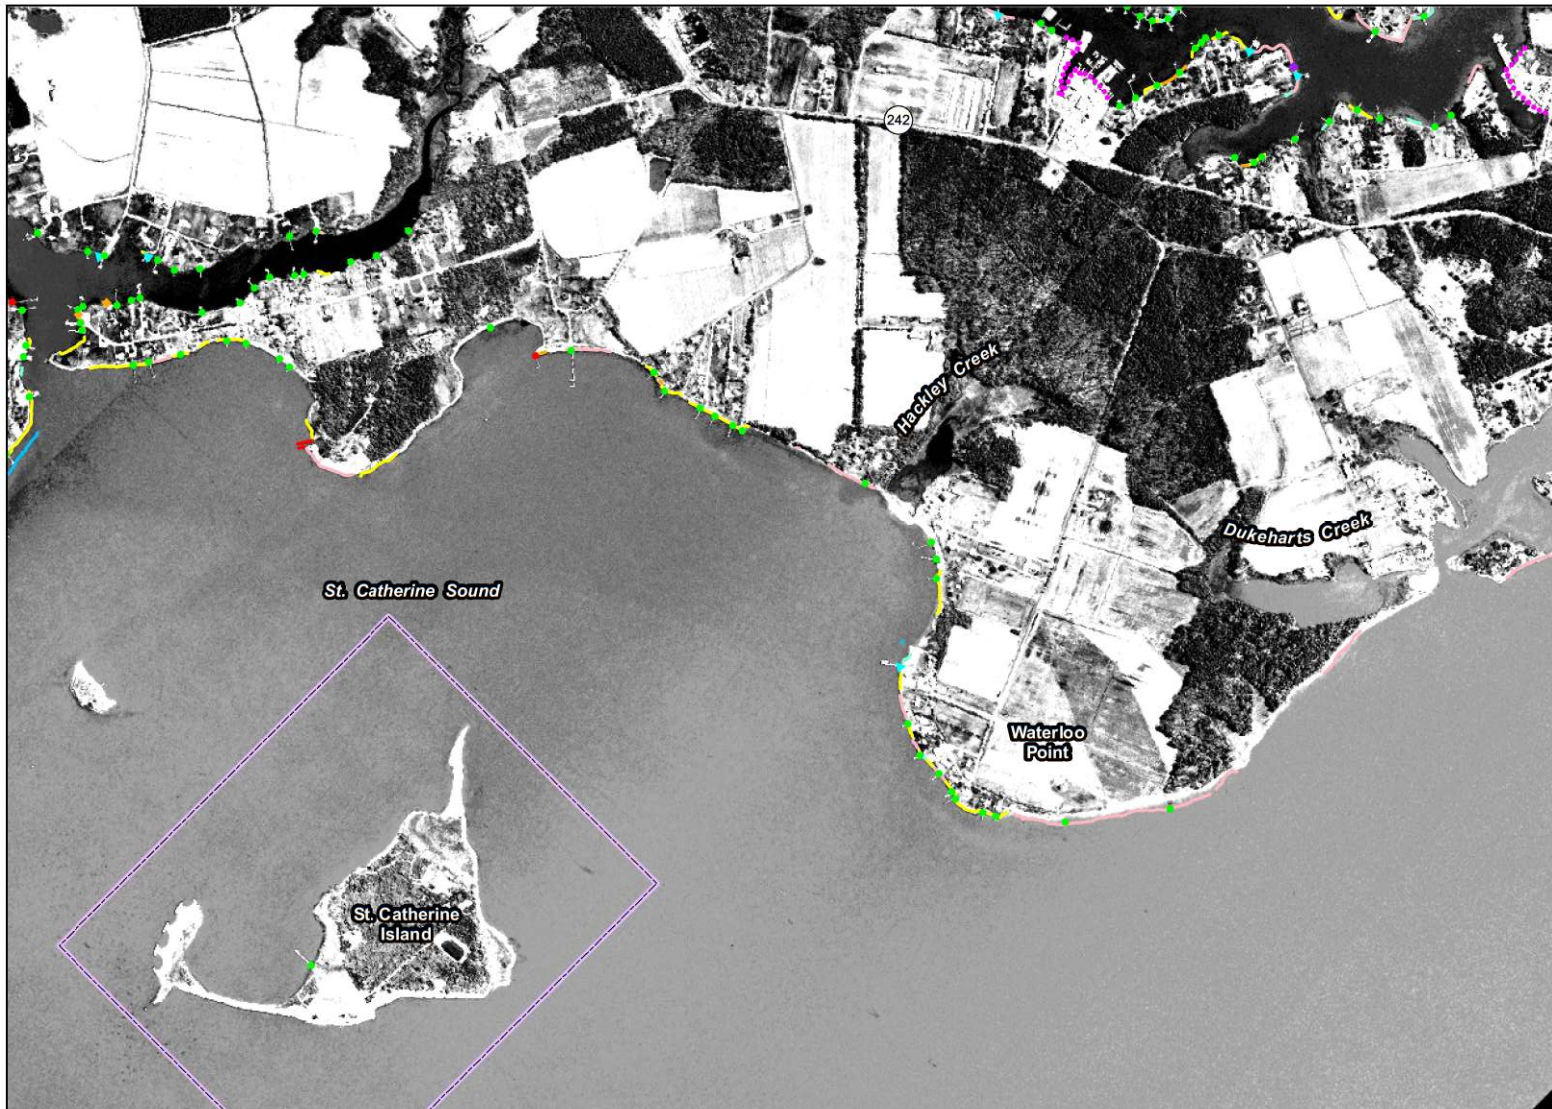 242
Hackley Creek
Dukeharts Creek
St. Catherine Sound
Waterloo
Point
St. Catherine
Island